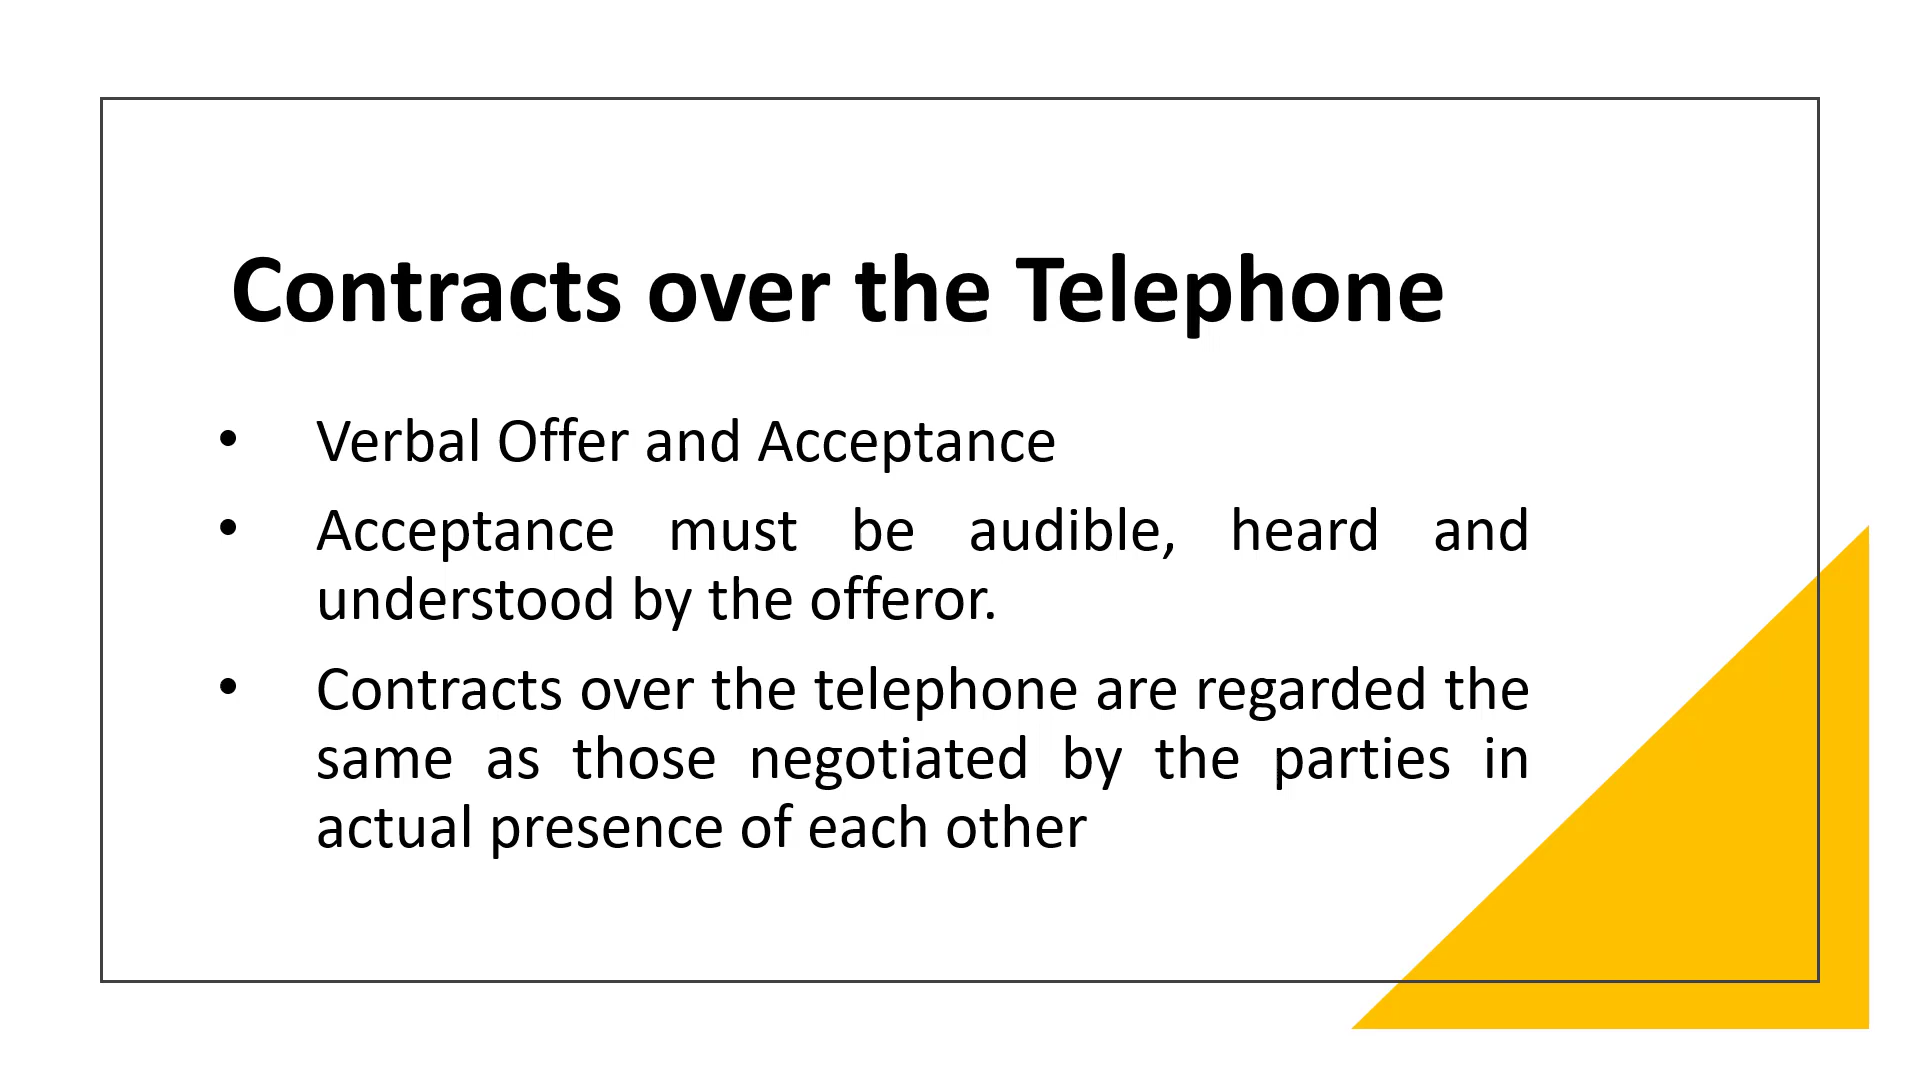 Contracts over the Telephone
• Verbal Offer and Acceptance
• Acceptance must be audible, heard and
understood by the offeror.
• Contracts over the telephone are regarded the
same as those negotiated by the parties in
actual presence of each other